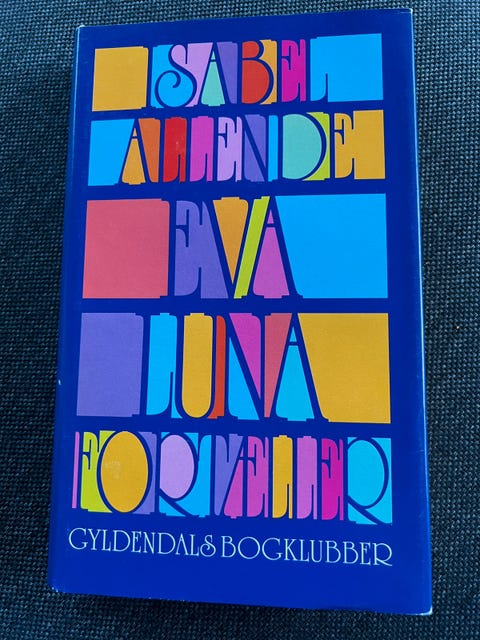 ISABEL
ALLENDE
EVA
LUNA
FORTÆLLER
GYLDENDALS BOGKLUBBER